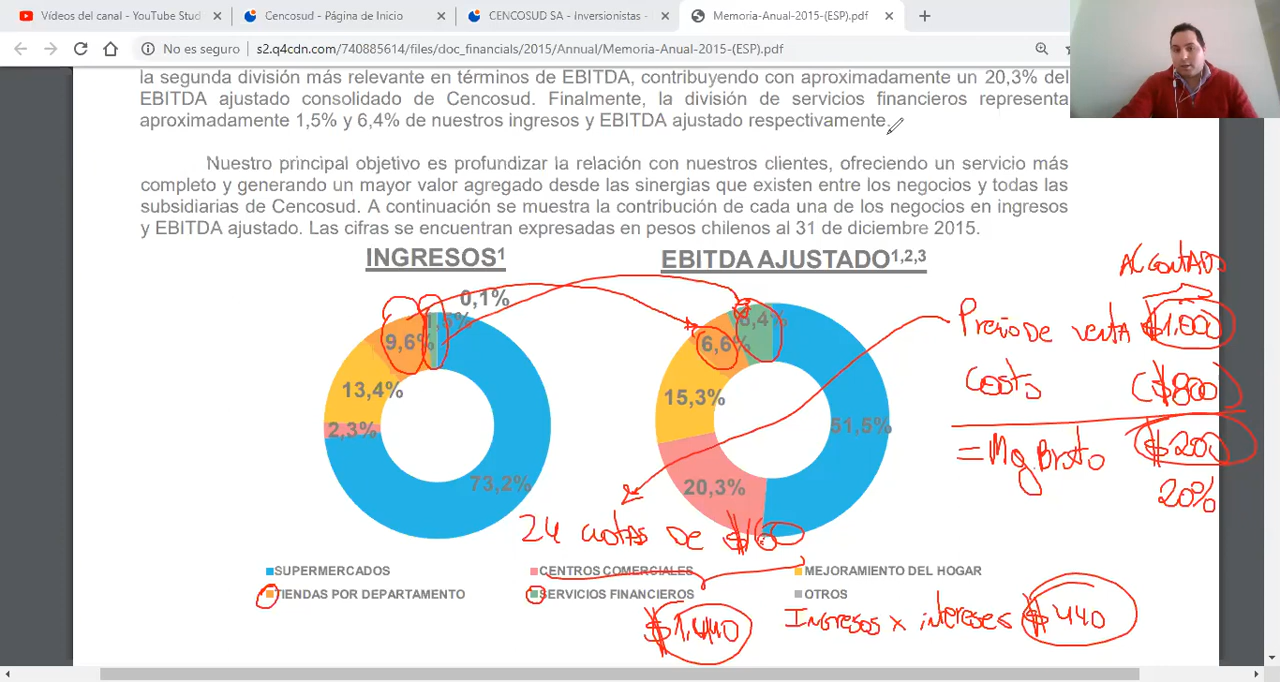 Vídeos del canal - YouTube Stud
Cencosud - Página de Inicio
CENCOSUD SA - Inversionistas -
Memoria-Anual-2015-(ESP).pdf
No es seguro
s2.q4cdn.com/740885614/files/doc_financials/2015/Annual/Memoria-Anual-2015-(ESP).pdf
la segunda división más relevante en términos de EBITDA, contribuyendo con aproximadamente un 20,3% del
EBITDA ajustado consolidado de Cencosud. Finalmente, la división de servicios financieros representa
aproximadamente 1,5% y 6,4% de nuestros ingresos y EBITDA ajustado respectivamente.
Nuestro principal objetivo es profundizar la relación con nuestros clientes, ofreciendo un servicio más
completo y generando un mayor valor agregado desde las sinergias que existen entre los negocios y todas las
subsidiarias de Cencosud. A continuación se muestra la contribución de cada una de los negocios en ingresos
y EBITDA ajustado. Las cifras se encuentran expresadas en pesos chilenos al 31 de diciembre 2015.
INGRESOS¹
EBITDA AJUSTADO¹,²,³
AL CONTADO
0,1%
1,5%
9,6%
13,4%
2,3%
73,2%
6,6%
15,3%
20,3%
51,5%
Precio De venta $1.000
Costo ($800)
= Mg. Bruto $200
20%
24 cuotas de $60
SUPERMERCADOS
CENTROS COMERCIALES
MEJORAMIENTO DEL HOGAR
TIENDAS POR DEPARTAMENTO
SERVICIOS FINANCIEROS
OTROS
$1.440
Ingresos x intereses $440